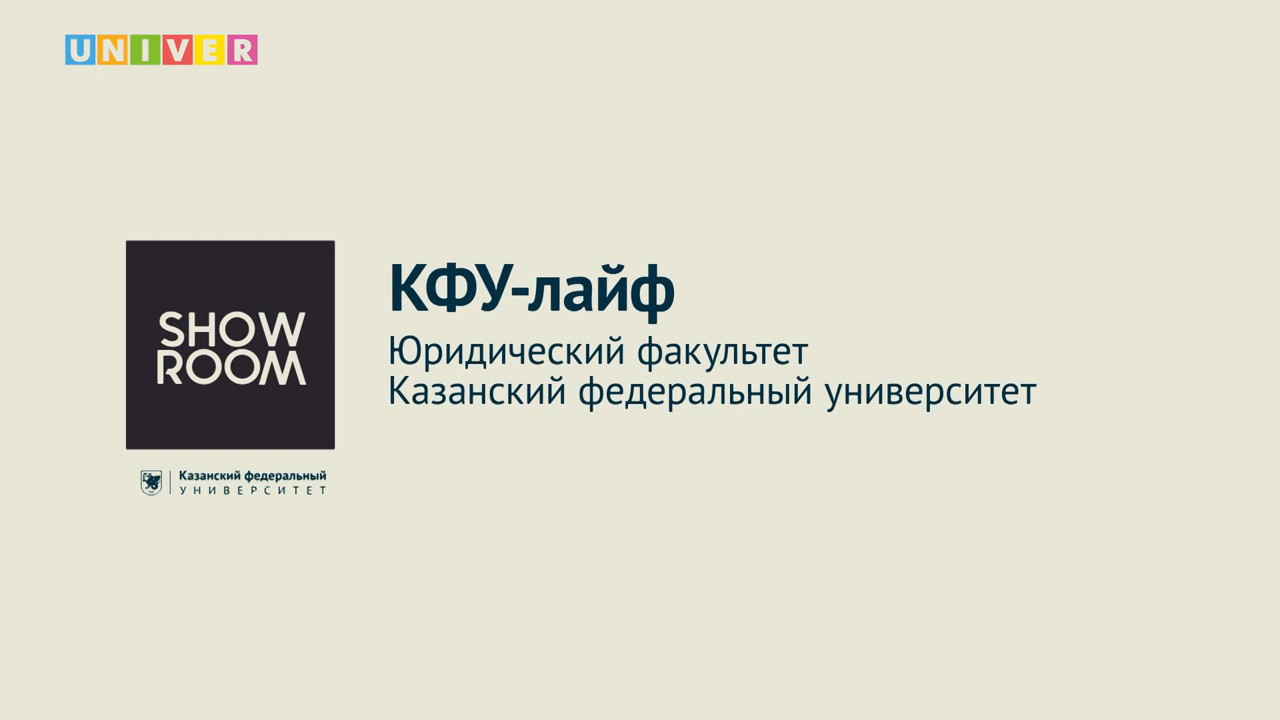 UNIVER
SHOW
ROOM
Казанский федеральный
УНИВЕРСИТЕТ
КФУ-лайф
Юридический факультет
Казанский федеральный университет